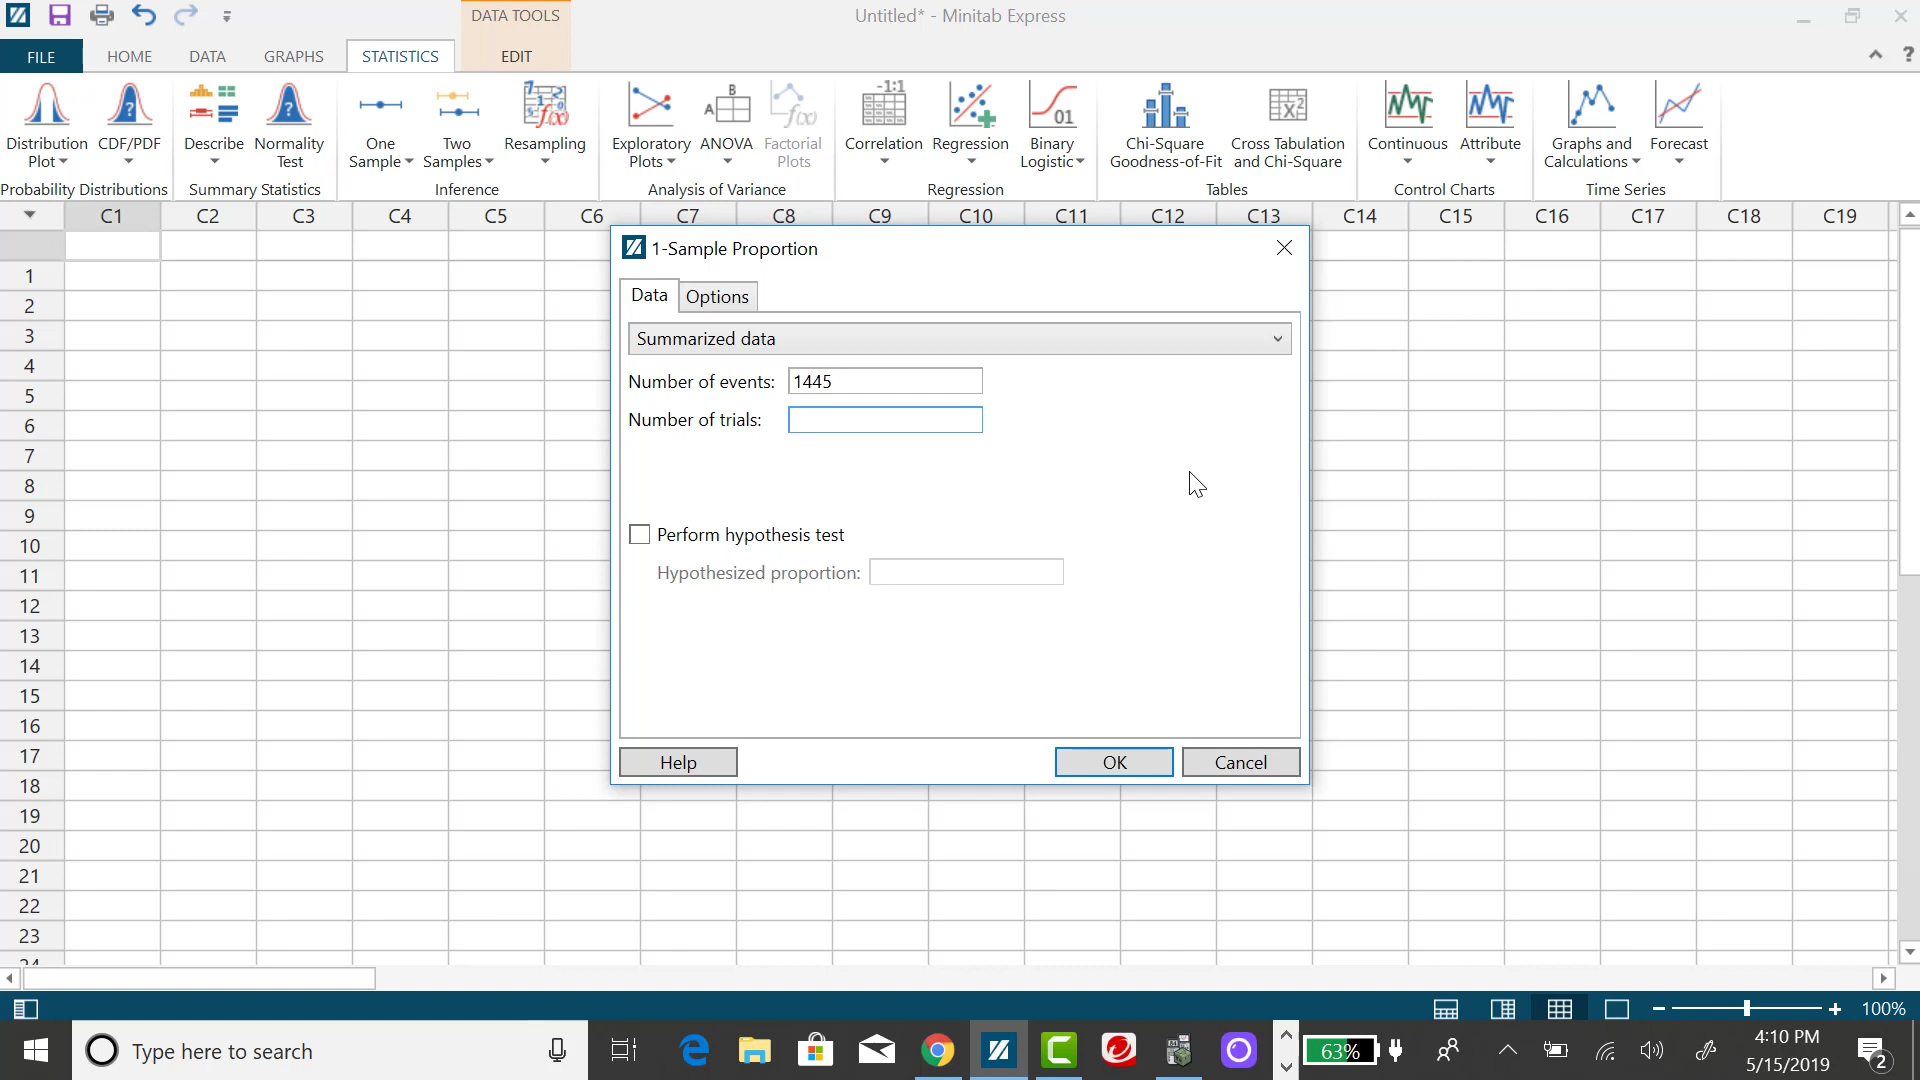 DATA TOOLS
Untitled* - Minitab Express
FILE HOME DATA GRAPHS STATISTICS EDIT
Distribution Plot
CDF/PDF
Probability Distributions
Describe
Normality Test
Summary Statistics
One Sample
Two Samples
Resampling
Inference
Exploratory Plots
ANOVA
Factorial Plots
Analysis of Variance
Correlation
Regression
Binary Logistic
Regression
Chi-Square Goodness-of-Fit
Cross Tabulation and Chi-Square
Tables
Continuous
Attribute
Control Charts
Graphs and Calculations
Forecast
Time Series
C1 C2 C3 C4 C5 C6 C7 C8 C9 C10 C11 C12 C13 C14 C15 C16 C17 C18 C19
1
2
3
4
5
6
7
8
9
10
11
12
13
14
15
16
17
18
19
20
21
22
23
24
1-Sample Proportion
Data Options
Summarized data
Number of events: 1445
Number of trials:
Perform hypothesis test
Hypothesized proportion:
Help OK Cancel
100%
Type here to search
63%
4:10 PM
5/15/2019
2